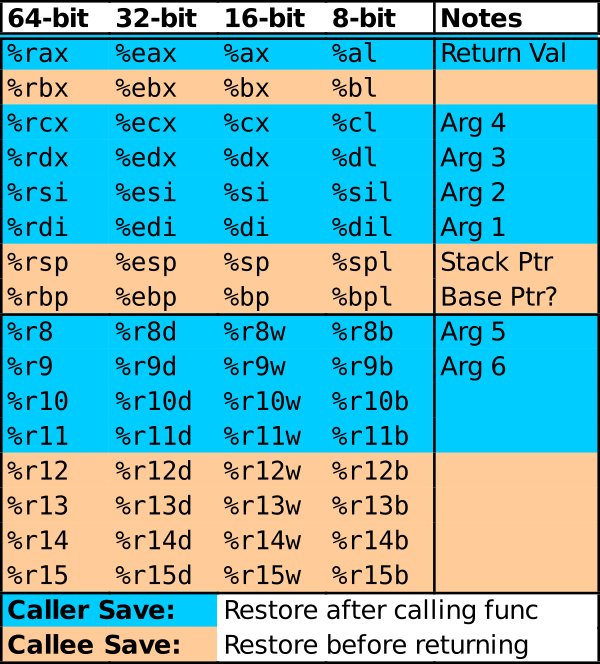 64-bit 32-bit 16-bit 8-bit Notes
%rax %eax %ax %al Return Val
%rbx %ebx %bx %bl
%rcx %ecx %cx %cl Arg 4
%rdx %edx %dx %dl Arg 3
%rsi %esi %si %sil Arg 2
%rdi %edi %di %dil Arg 1
%rsp %esp %sp %spl Stack Ptr
%rbp %ebp %bp %bpl Base Ptr?
%r8 %r8d %r8w %r8b Arg 5
%r9 %r9d %r9w %r9b Arg 6
%r10 %r10d %r10w %r10b
%r11 %r11d %r11w %r11b
%r12 %r12d %r12w %r12b
%r13 %r13d %r13w %r13b
%r14 %r14d %r14w %r14b
%r15 %r15d %r15w %r15b
Caller Save: Restore after calling func
Callee Save: Restore before returning